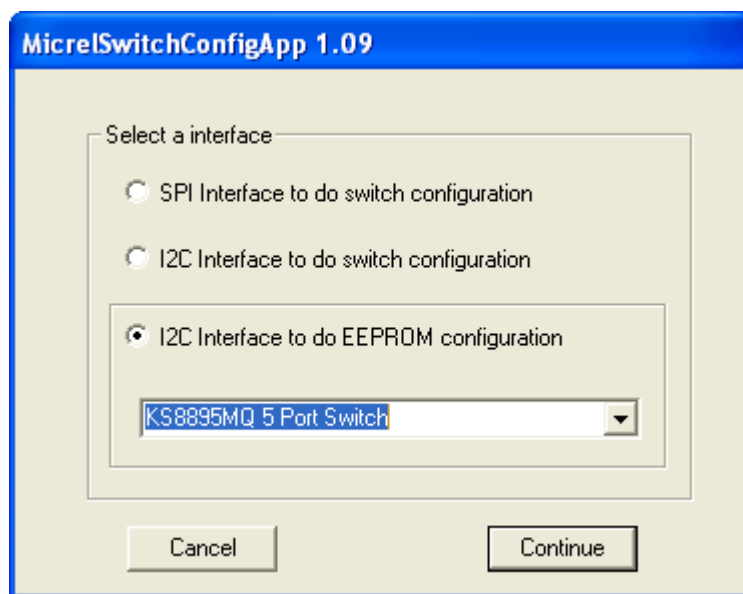 MicrelSwitchConfigApp 1.09
Select a interface
SPI Interface to do switch configuration
I2C Interface to do switch configuration
I2C Interface to do EEPROM configuration
KS8895MQ 5 Port Switch
Cancel
Continue